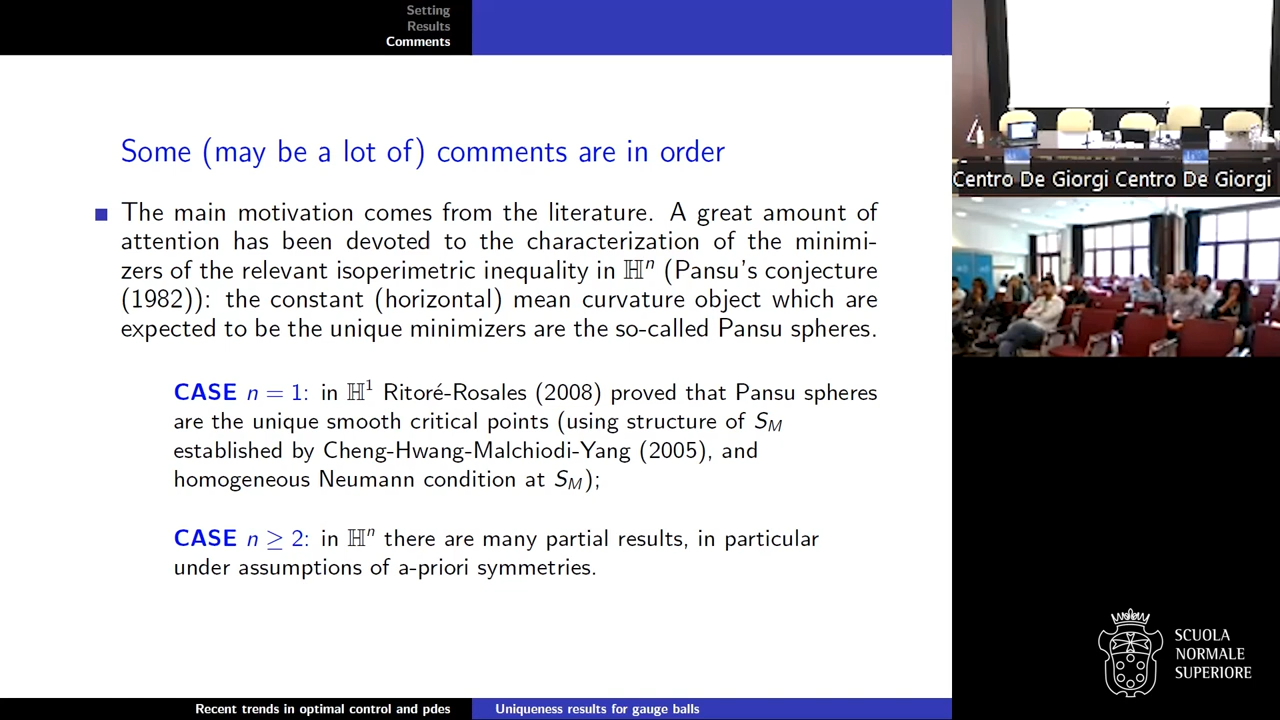 Setting
Results
Comments
Some (may be a lot of) comments are in order
The main motivation comes from the literature. A great amount of
attention has been devoted to the characterization of the minimi-
zers of the relevant isoperimetric inequality in ℍⁿ (Pansu's conjecture
(1982)): the constant (horizontal) mean curvature object which are
expected to be the unique minimizers are the so-called Pansu spheres.
CASE n = 1: in ℍ¹ Ritoré-Rosales (2008) proved that Pansu spheres
are the unique smooth critical points (using structure of S_M
established by Cheng-Hwang-Malchiodi-Yang (2005), and
homogeneous Neumann condition at S_M);
CASE n ≥ 2: in ℍⁿ there are many partial results, in particular
under assumptions of a-priori symmetries.
Recent trends in optimal control and pdes
Uniqueness results for gauge balls
Centro De Giorgi Centro De Giorgi
SCUOLA
NORMALE
SUPERIORE